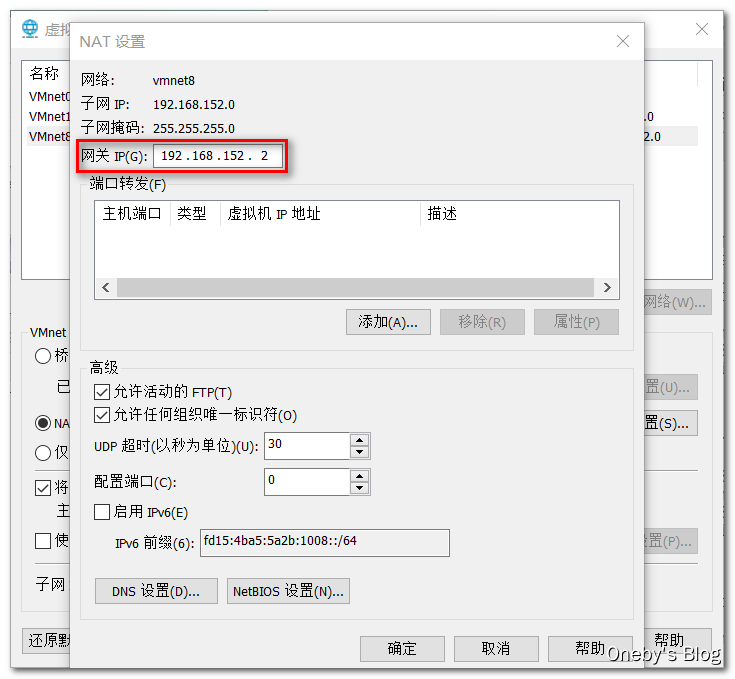 虚拟
NAT 设置
名称
网络: vmnet8
VMnet0
子网 IP: 192.168.152.0
VMnet1
.0
子网掩码: 255.255.255.0
VMnet8
2.0
网关 IP(G): 192 . 168 . 152 . 2
端口转发(F)
主机端口 类型 虚拟机 IP 地址 描述
网络(W)...
添加(A)... 移除(R) 属性(P)
VMnet
桥
高级
已
置(U)...
允许活动的 FTP(T)
允许任何组织唯一标识符(O)
NA
置(S)...
UDP 超时(以秒为单位)(U): 30
仅
配置端口(C): 0
将
主
启用 IPv6(E)
使
IPv6 前缀(6): fd15:4ba5:5a2b:1008::/64
置(P)...
子网
DNS 设置(D)... NetBIOS 设置(N)...
还原默
确定 取消 帮助
帮助
Oneby's Blog